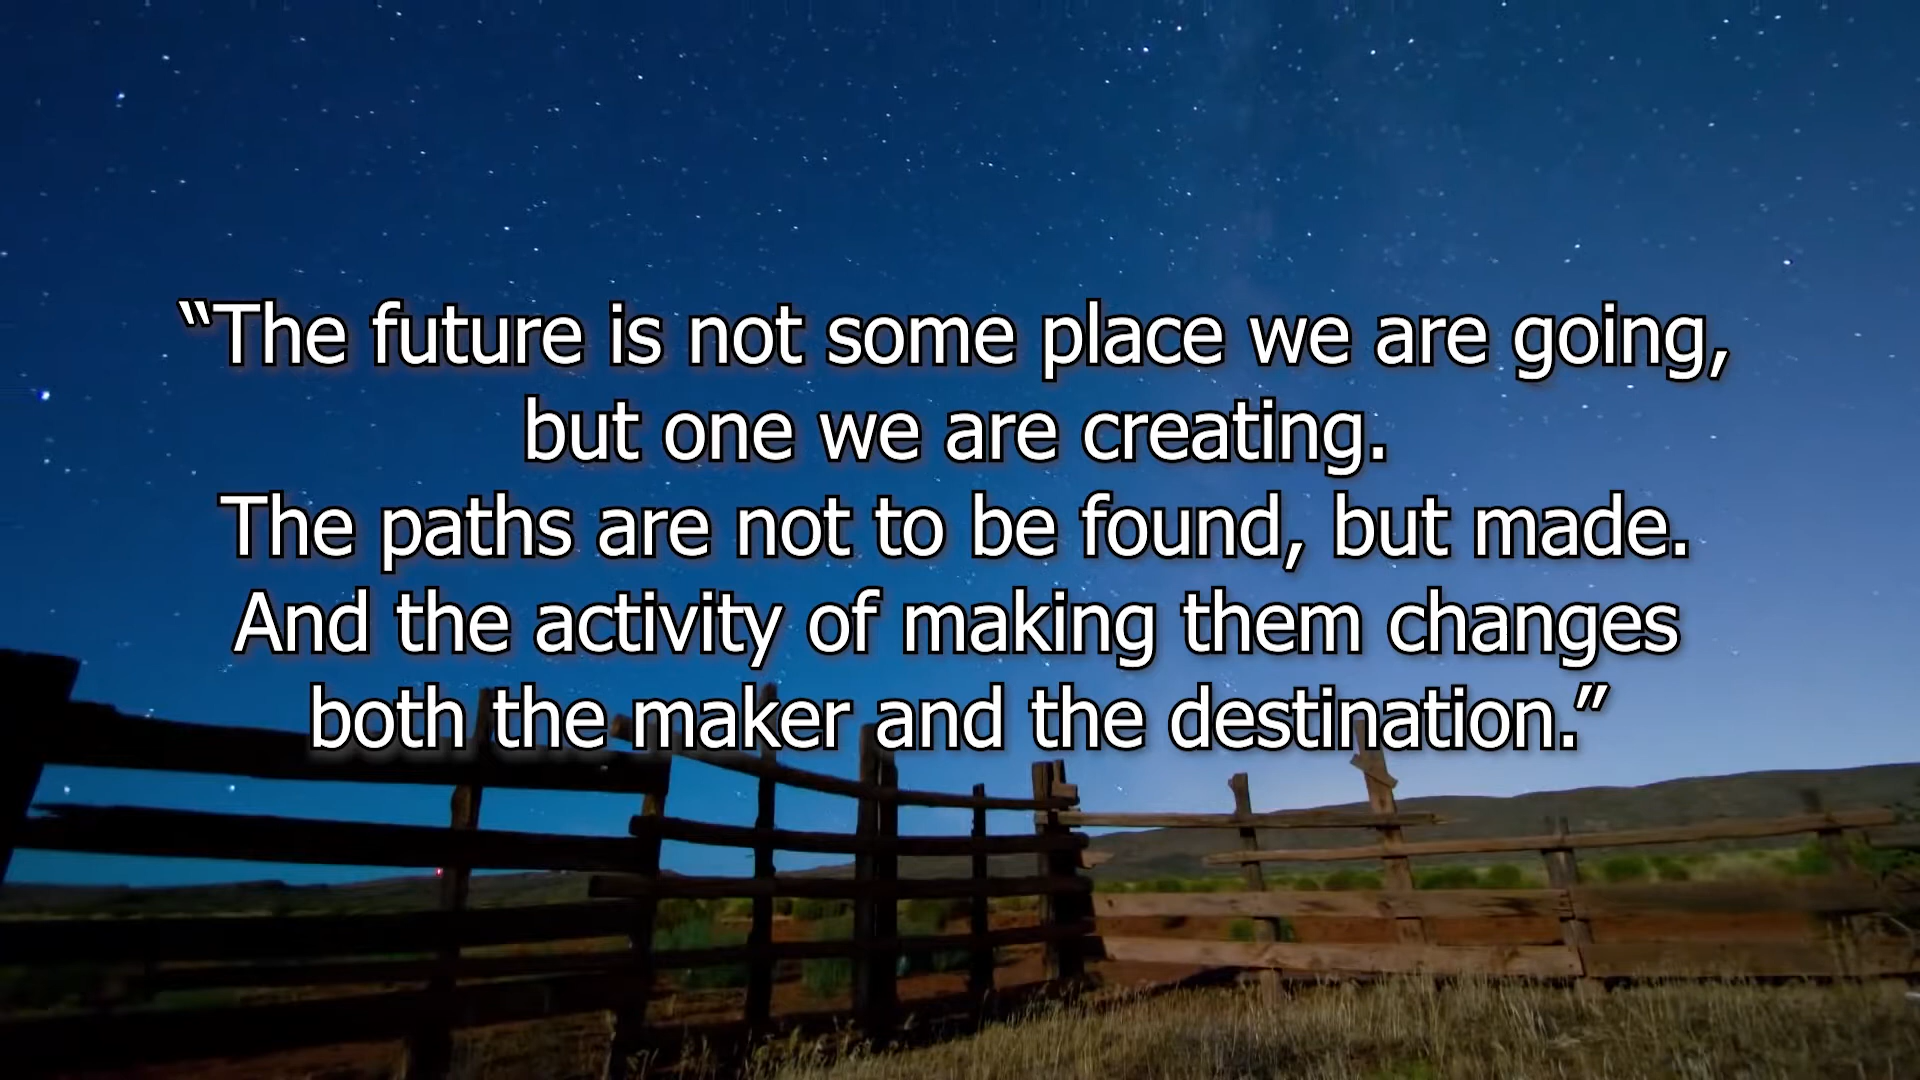 “The future is not some place we are going,
but one we are creating.
The paths are not to be found, but made.
And the activity of making them changes
both the maker and the destination.”